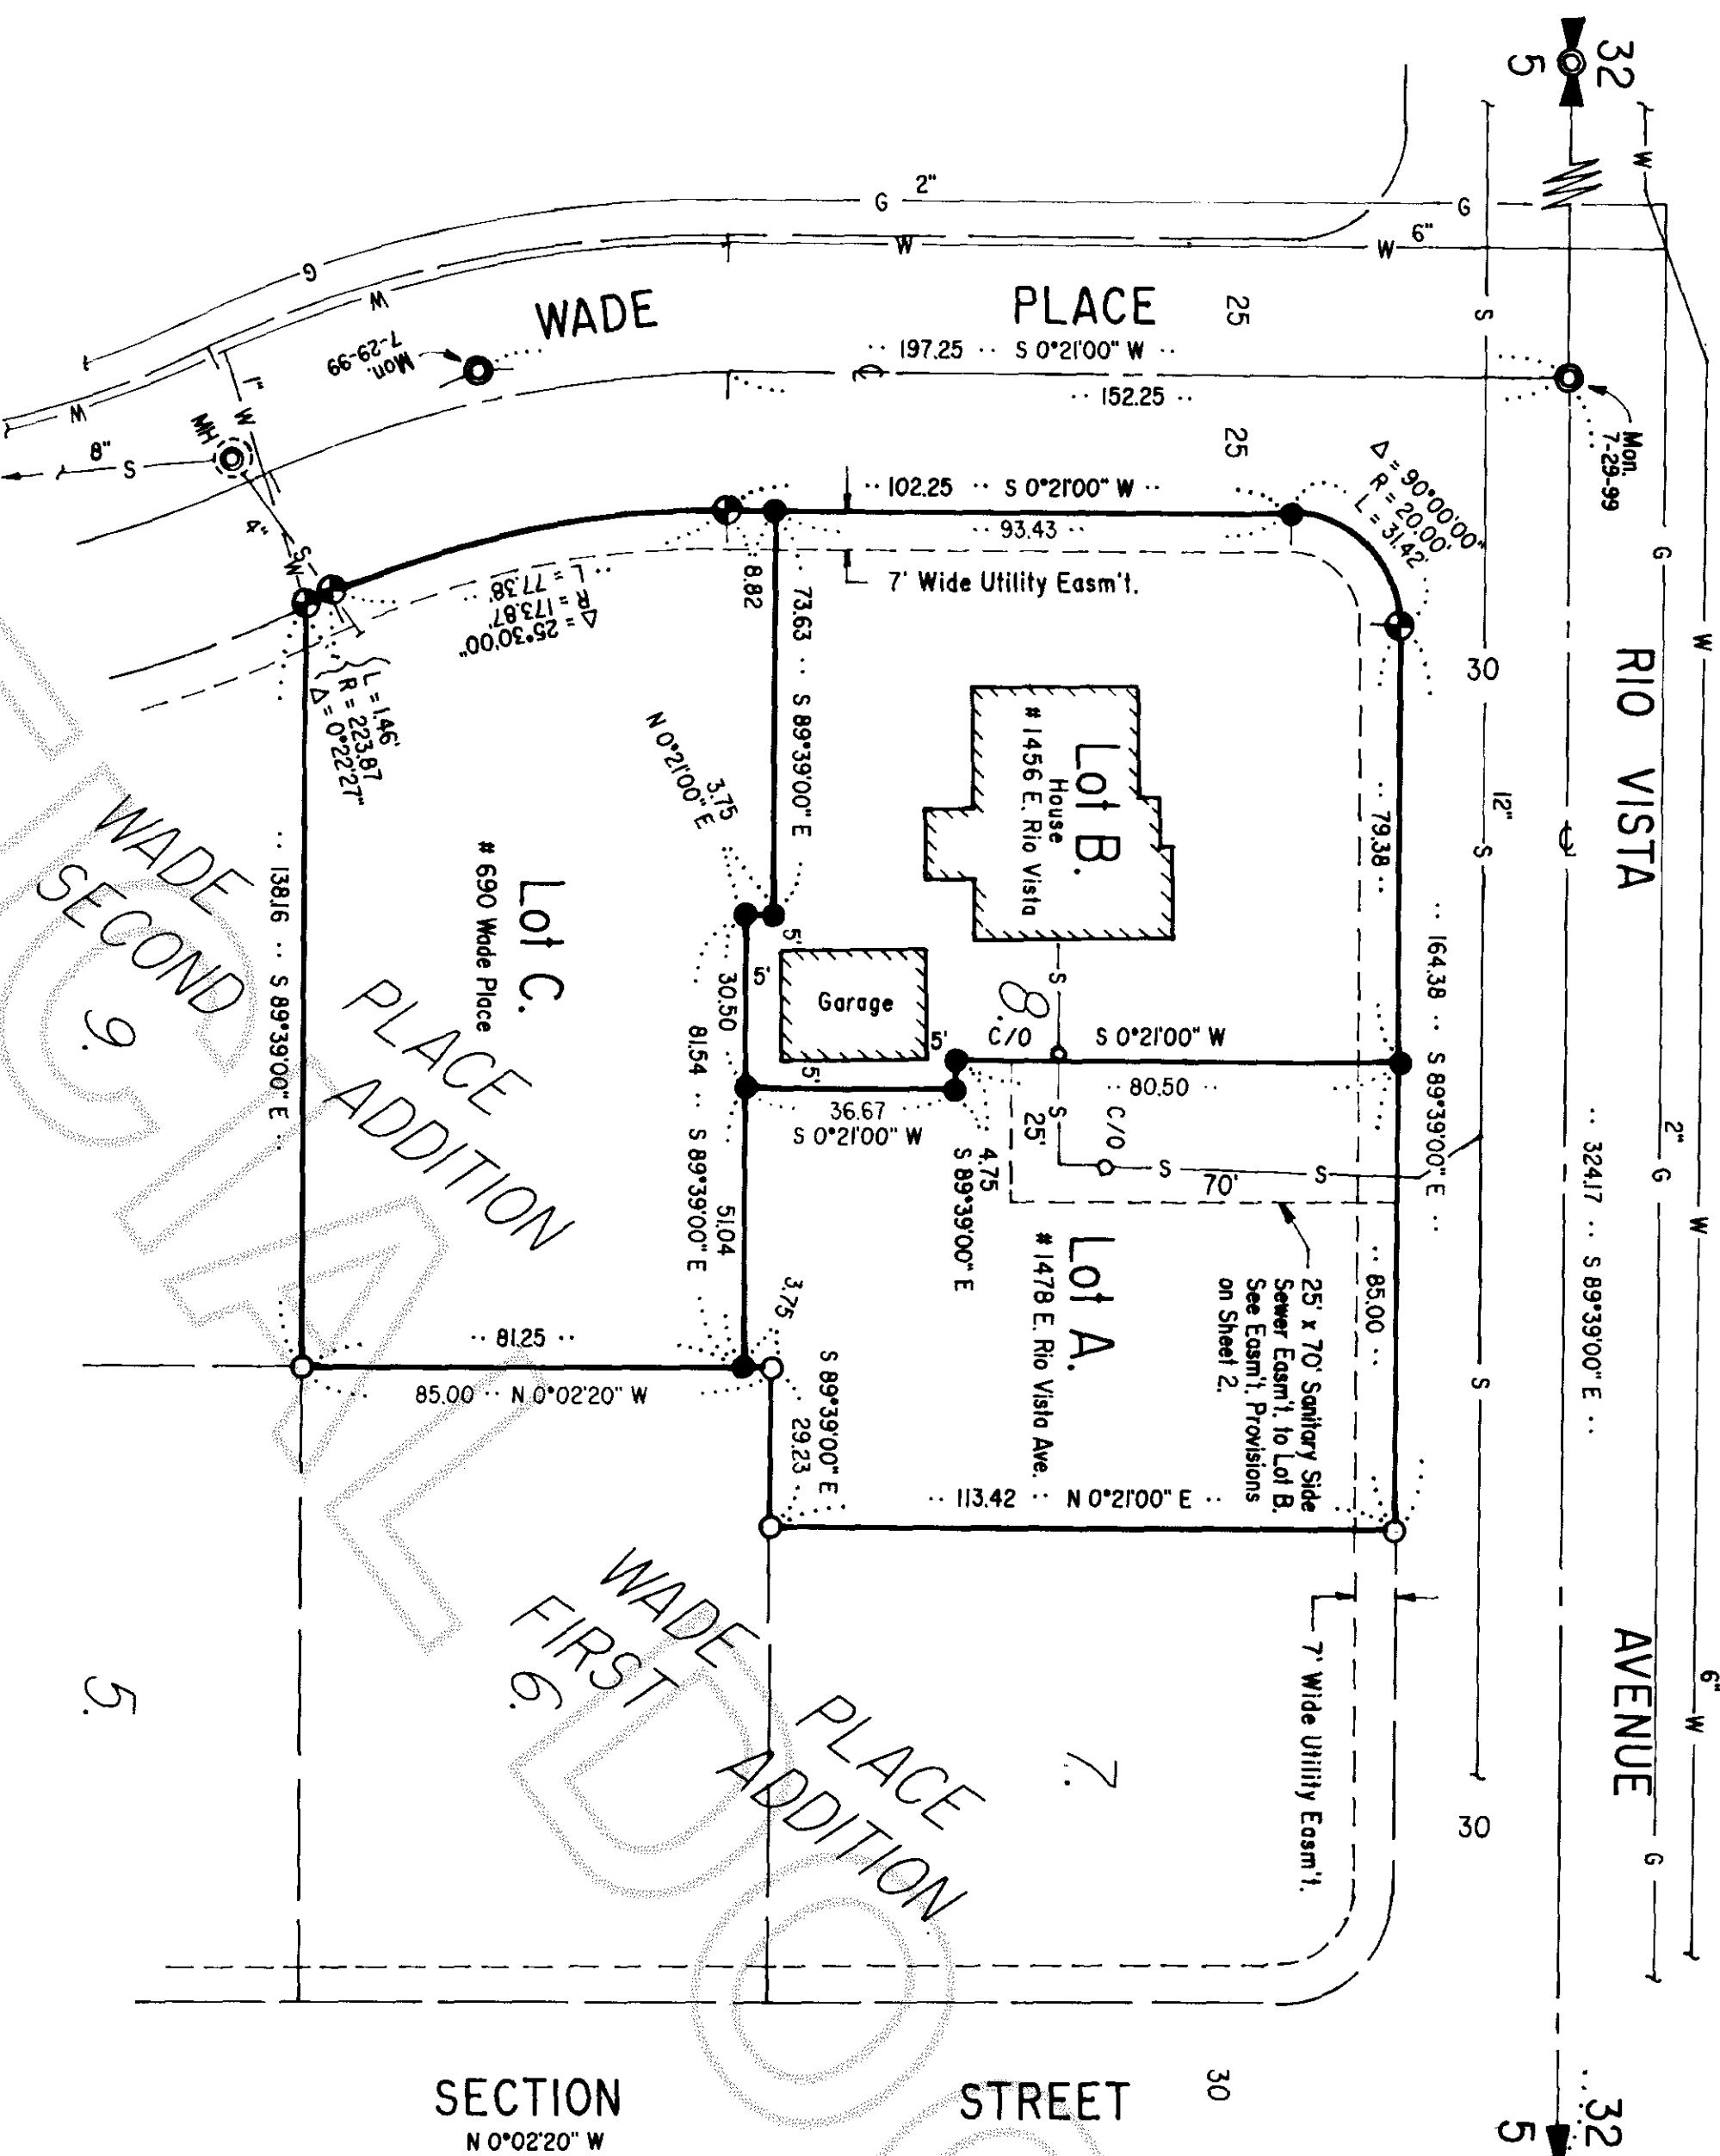 32
5
RIO VISTA
AVENUE
32
5
W
W
W
6"
W
G
2"
G
G
·· 324.17 ·· S 89°39'00" E ··
Mon.
7-29-99
30
12"
30
S
S
S
G
2"
G
G
W
6"
W
W
W
WADE
PLACE
25
25
·· 197.25 ·· S 0°21'00" W ··
·· 152.25 ··
Mon.
7-29-99
1"
W
MH
8"
S
4"
S
W
·· 102.25 ·· S 0°21'00" W ··
·· 93.43 ··
Δ = 90°00'00"
R = 20.00'
L = 31.42'
7' Wide Utility Easm't.
8.82
·· L = 77.38' ··
R = 173.87'
Δ = 25°30'00"
L = 1.46'
R = 223.87
Δ = 0°22'27"
73.63 ·· S 89°39'00" E
3.75
N 0°21'00" E
Lot B.
House
# 1456 E. Rio Vista
·· 79.38 ··
·· 164.38 ·· S 89°39'00" E ··
·· 85.00 ··
Garage
5'
5'
5'
5'
8.
S
C/O
S 0°21'00" W
·· 80.50 ··
S
C/O
S
S
25'
70'
·· 36.67 ··
S 0°21'00" W
4.75
S 89°39'00" E
·· 30.50 ··
·· 81.54 ·· S 89°39'00" E
51.04
3.75
Lot A.
# 1478 E. Rio Vista Ave.
25' x 70' Sanitary Side
Sewer Easm't. to Lot B.
See Easm't. Provisions
on Sheet 2.
S 89°39'00" E
·· 29.23 ··
·· 113.42 ·· N 0°21'00" E ··
Lot C.
# 690 Wade Place
·· 138.16 ·· S 89°39'00" E ··
·· 81.25 ··
85.00 ·· N 0°02'20" W
WADE PLACE
SECOND ADDITION
9.
WADE PLACE
FIRST ADDITION
6.
5.
7.
7' Wide Utility Easm't.
30
SECTION
STREET
N 0°02'20" W